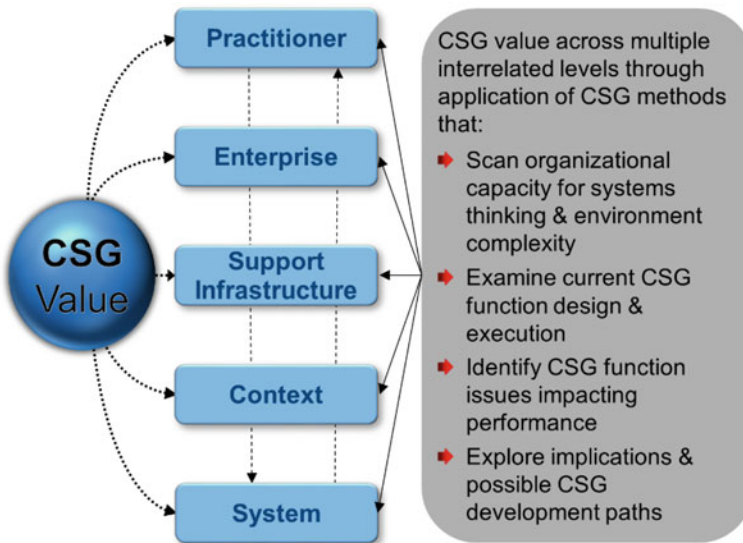 Practitioner
Enterprise
CSG
Value
Support
Infrastructure
Context
System
CSG value across multiple
interrelated levels through
application of CSG methods
that:
Scan organizational
capacity for systems
thinking & environment
complexity
Examine current CSG
function design &
execution
Identify CSG function
issues impacting
performance
Explore implications &
possible CSG
development paths